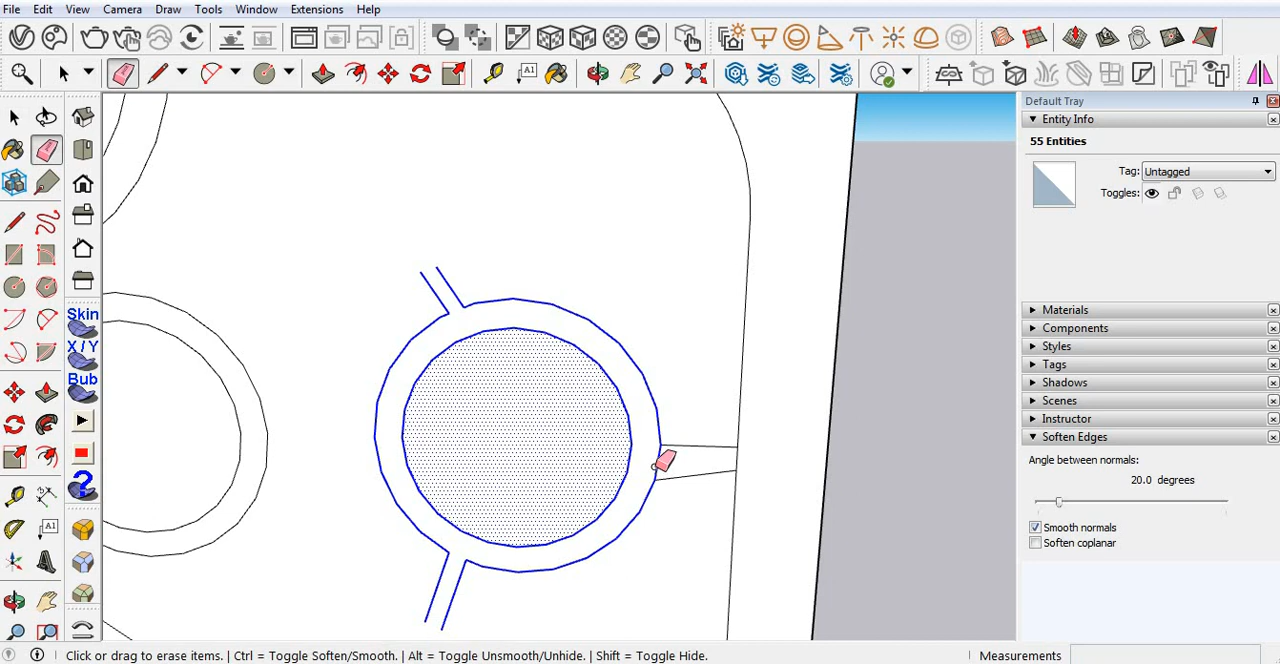 File Edit View Camera Draw Tools Window Extensions Help
A1
Default Tray
Entity Info
55 Entities
Tag: Untagged
Toggles:
Materials
Components
Styles
Tags
Shadows
Scenes
Instructor
Soften Edges
Angle between normals:
20.0 degrees
Smooth normals
Soften coplanar
Skin
X / Y
Bub
?
A1
Click or drag to erase items. | Ctrl = Toggle Soften/Smooth. | Alt = Toggle Unsmooth/Unhide. | Shift = Toggle Hide.
Measurements